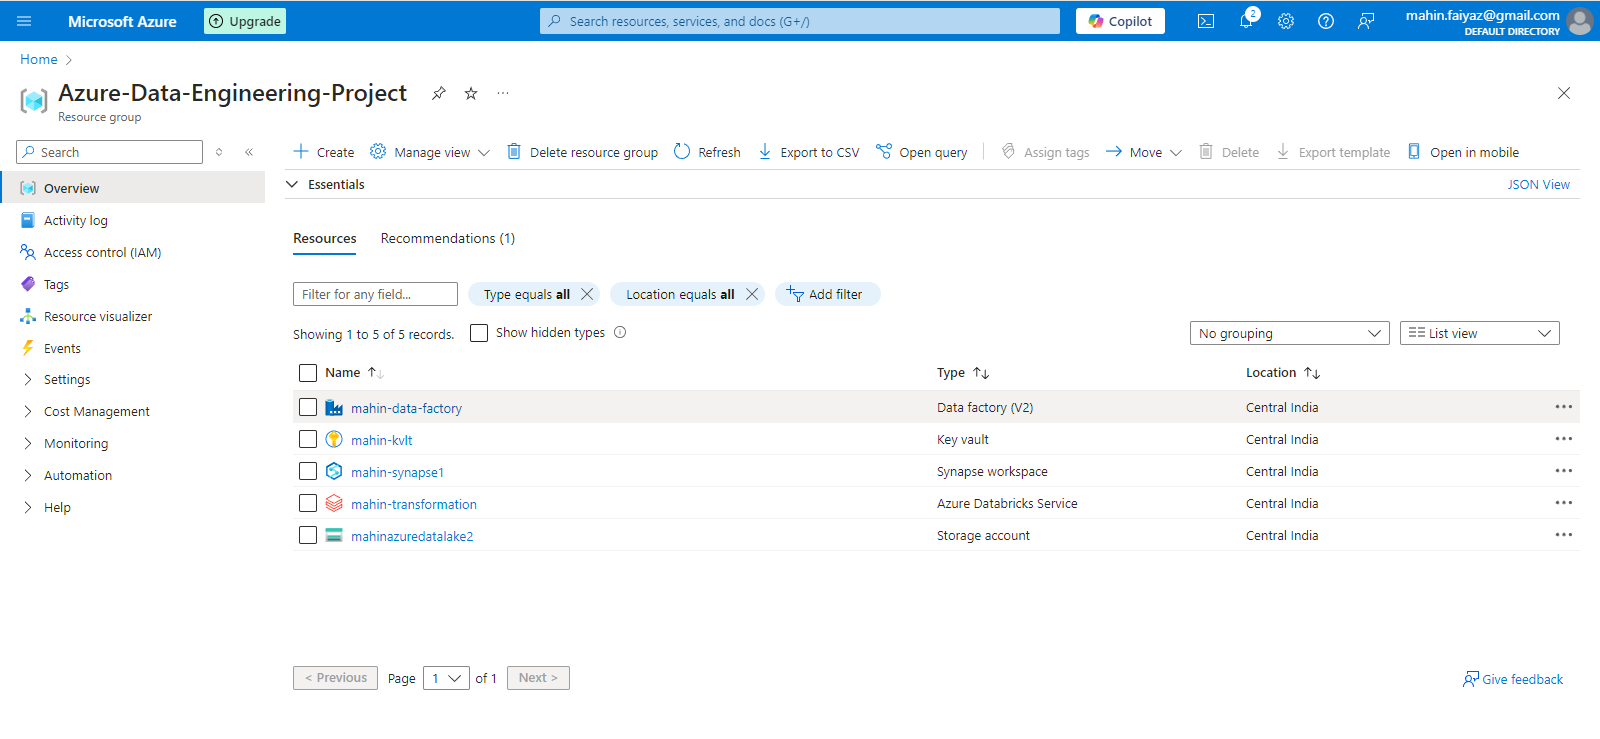 Microsoft Azure
Upgrade
Search resources, services, and docs (G+/)
Copilot
2
mahin.faiyaz@gmail.com
DEFAULT DIRECTORY
Home
Azure-Data-Engineering-Project
Resource group
Search
Overview
Activity log
Access control (IAM)
Tags
Resource visualizer
Events
Settings
Cost Management
Monitoring
Automation
Help
Create Manage view Delete resource group Refresh Export to CSV Open query Assign tags Move Delete Export template Open in mobile
Essentials JSON View
Resources Recommendations (1)
Filter for any field... Type equals all Location equals all Add filter
Showing 1 to 5 of 5 records. Show hidden types No grouping List view
Name Type Location
mahin-data-factory Data factory (V2) Central India
mahin-kvlt Key vault Central India
mahin-synapse1 Synapse workspace Central India
mahin-transformation Azure Databricks Service Central India
mahinazuredatalake2 Storage account Central India
< Previous Page 1 of 1 Next > Give feedback